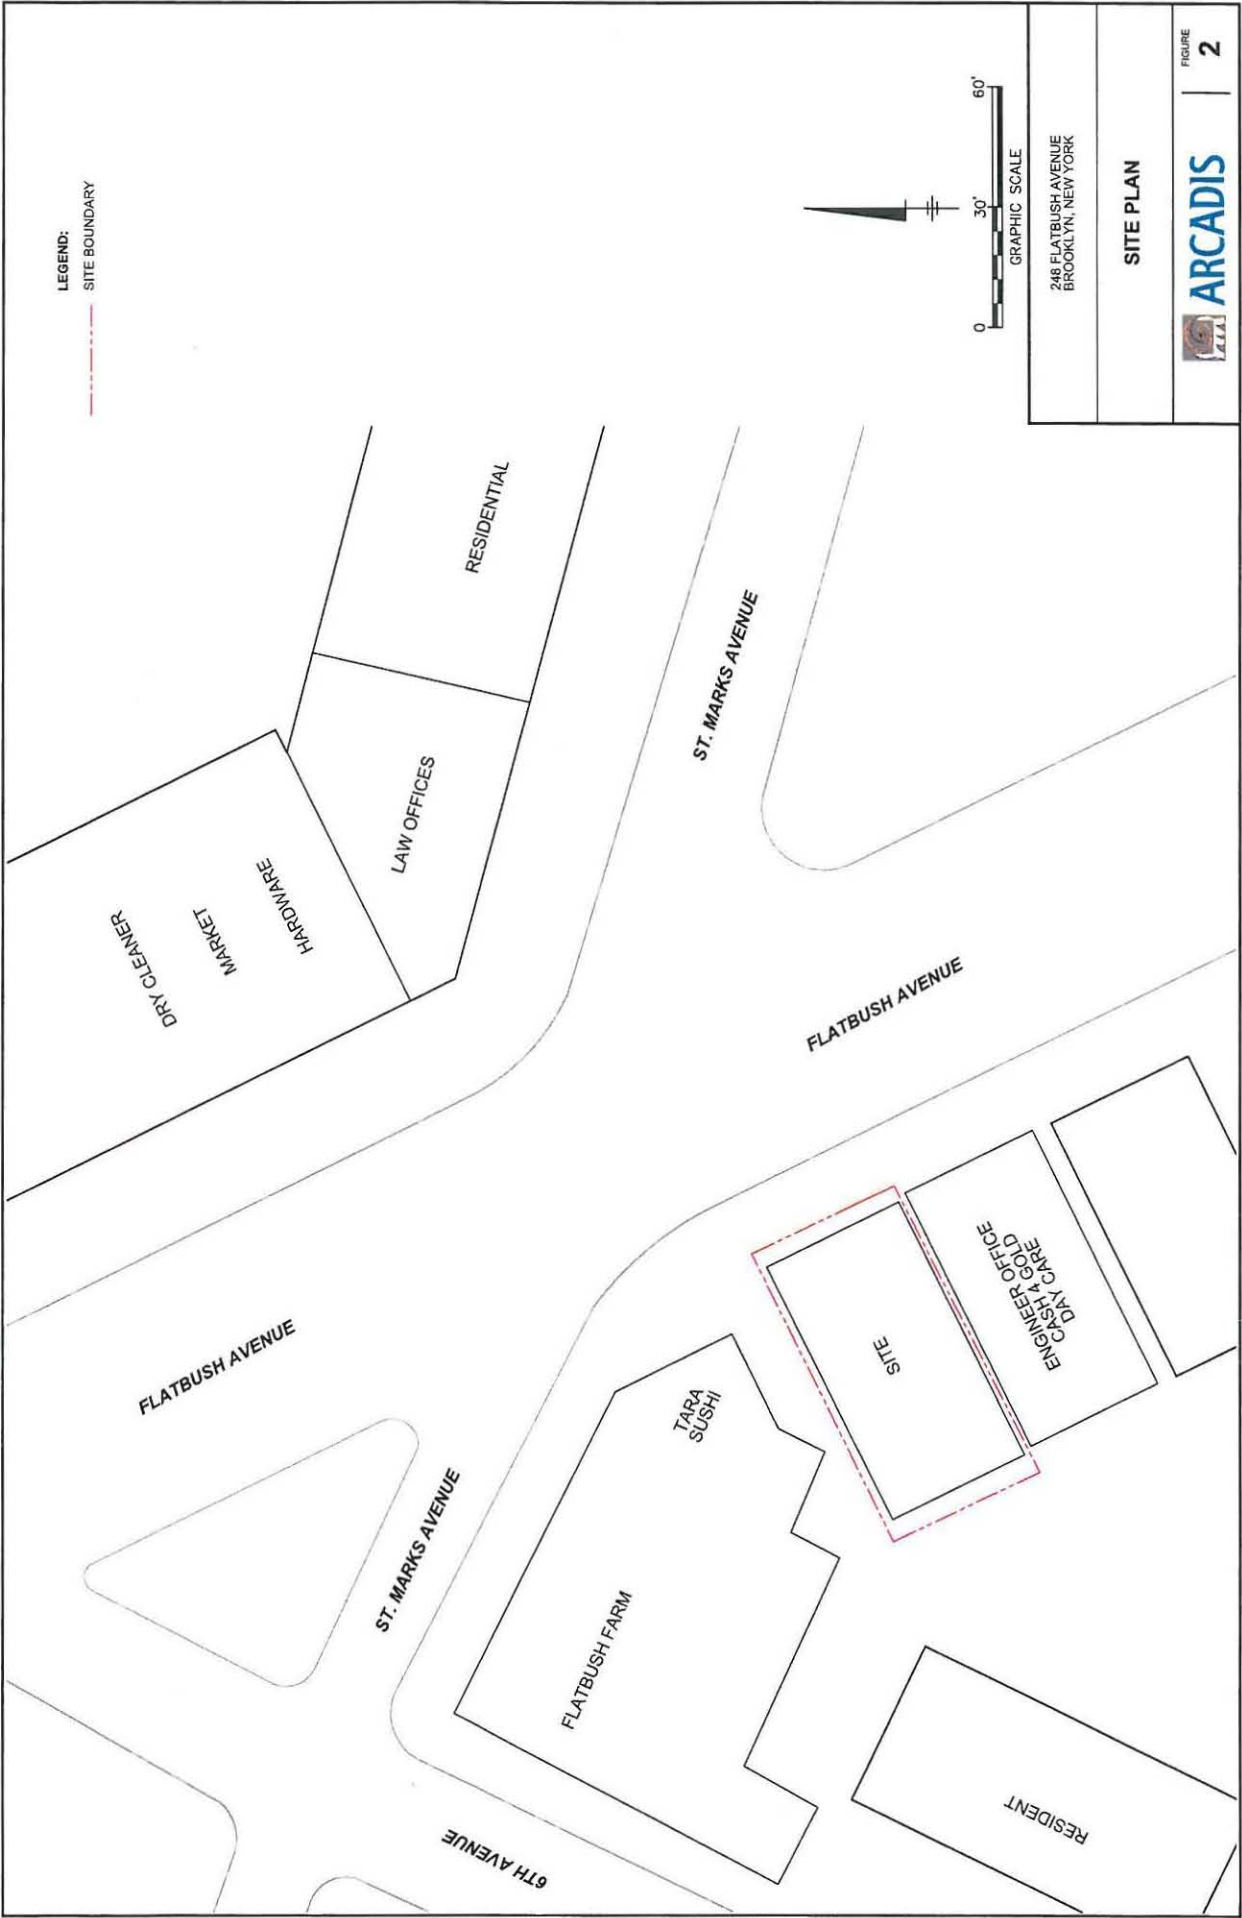 LEGEND:
SITE BOUNDARY
DRY CLEANER
MARKET
HARDWARE
LAW OFFICES
RESIDENTIAL
FLATBUSH AVENUE
ST. MARKS AVENUE
ST. MARKS AVENUE
6TH AVENUE
FLATBUSH FARM
TARA
SUSHI
FLATBUSH AVENUE
SITE
ENGINEER OFFICE
CASH 4 GOLD
DAY CARE
RESIDENT
0 30' 60'
GRAPHIC SCALE
248 FLATBUSH AVENUE
BROOKLYN, NEW YORK
SITE PLAN
ARCADIS
FIGURE
2